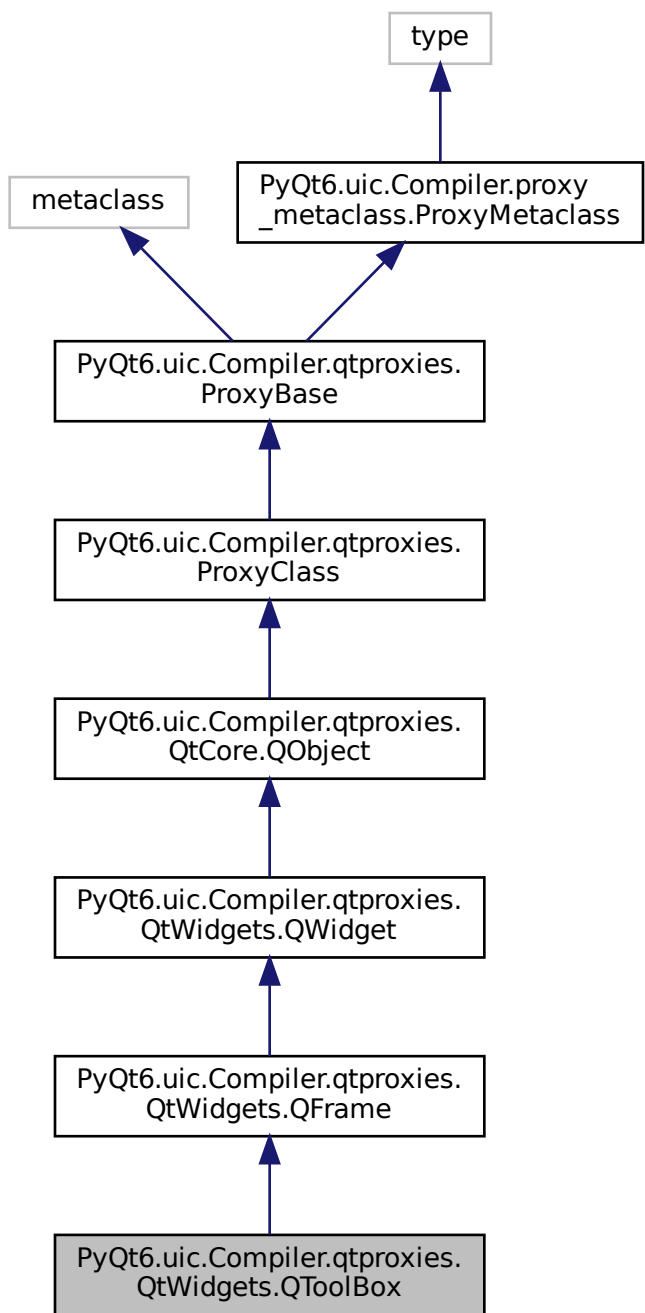 type
PyQt6.uic.Compiler.proxy
_metaclass.ProxyMetaclass
metaclass
PyQt6.uic.Compiler.qtproxies.
ProxyBase
PyQt6.uic.Compiler.qtproxies.
ProxyClass
PyQt6.uic.Compiler.qtproxies.
QtCore.QObject
PyQt6.uic.Compiler.qtproxies.
QtWidgets.QWidget
PyQt6.uic.Compiler.qtproxies.
QtWidgets.QFrame
PyQt6.uic.Compiler.qtproxies.
QtWidgets.QToolBox